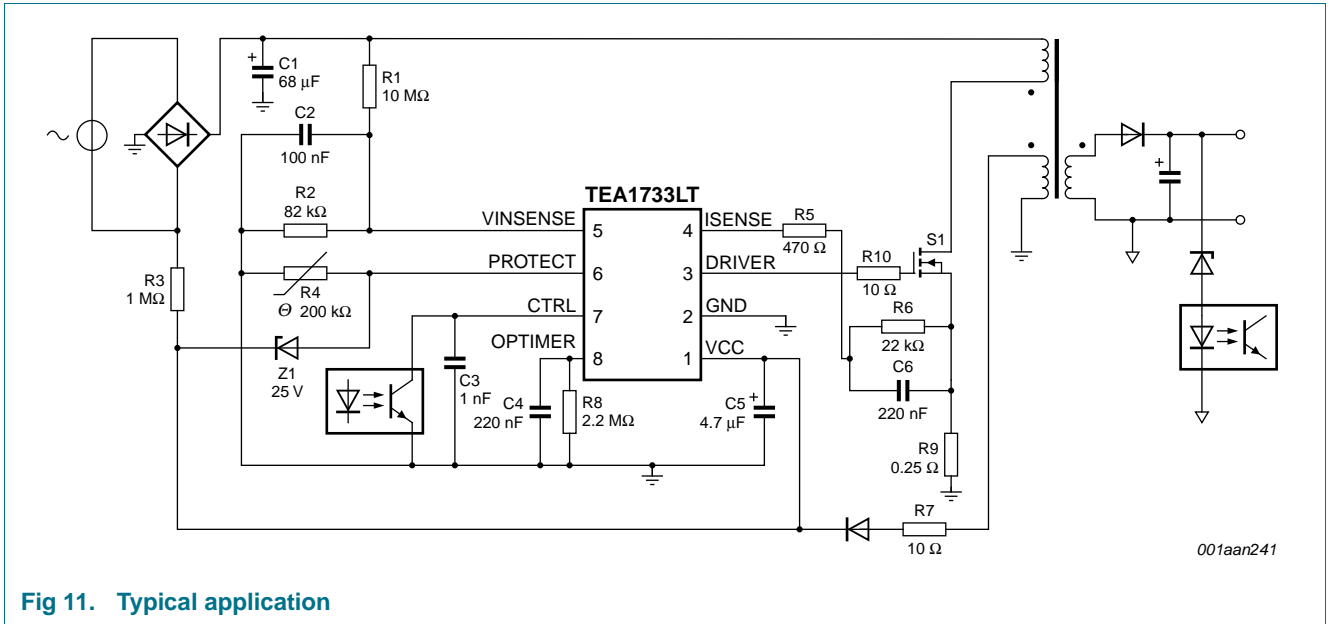 C1
68 μF
R1
10 MΩ
C2
100 nF
R2
82 kΩ
TEA1733LT
VINSENSE
5
4
ISENSE
R5
470 Ω
S1
PROTECT
6
3
DRIVER
R10
10 Ω
R3
1 MΩ
R4
Θ 200 kΩ
CTRL
7
2
GND
R6
22 kΩ
OPTIMER
8
1
VCC
Z1
25 V
C3
1 nF
C4
220 nF
R8
2.2 MΩ
C5
4.7 μF
C6
220 nF
R9
0.25 Ω
R7
10 Ω
001aan241
Fig 11. Typical application